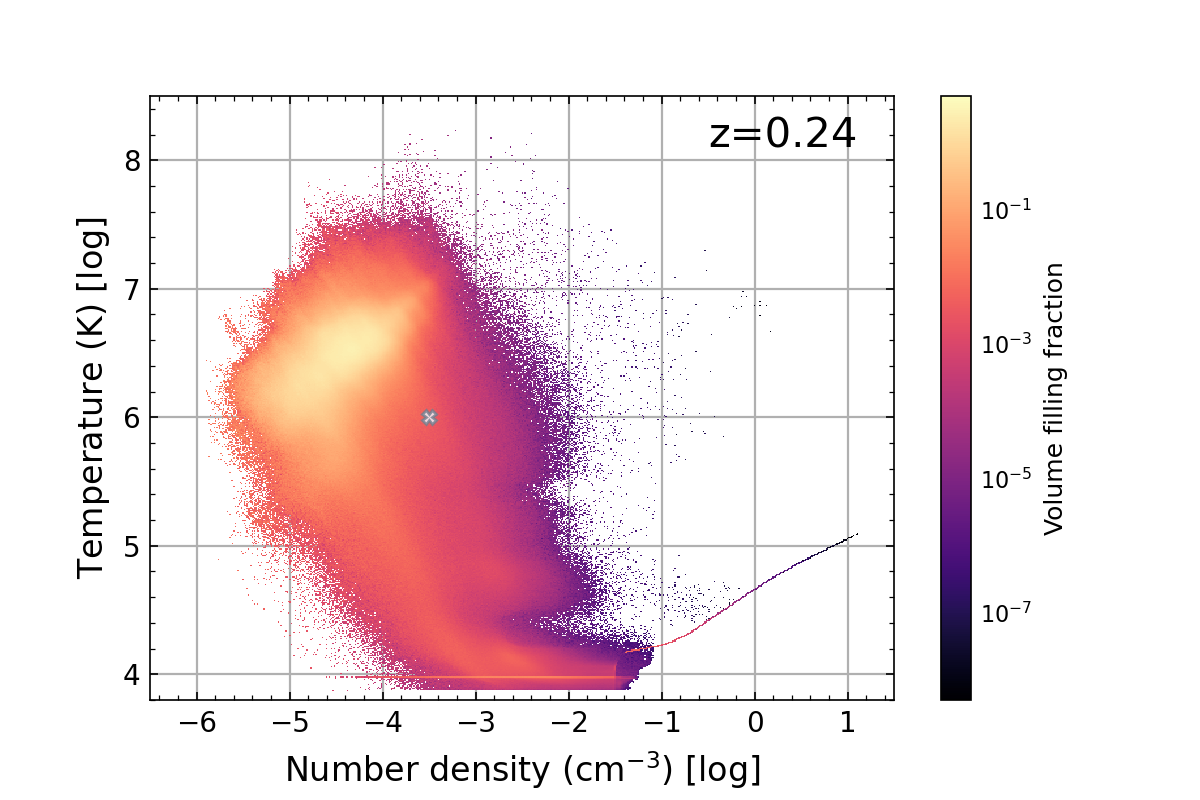 z=0.24
8
7
6
5
4
Temperature (K) [log]
−6 −5 −4 −3 −2 −1 0 1
Number density (cm⁻³) [log]
10⁻¹
10⁻³
10⁻⁵
10⁻⁷
Volume filling fraction